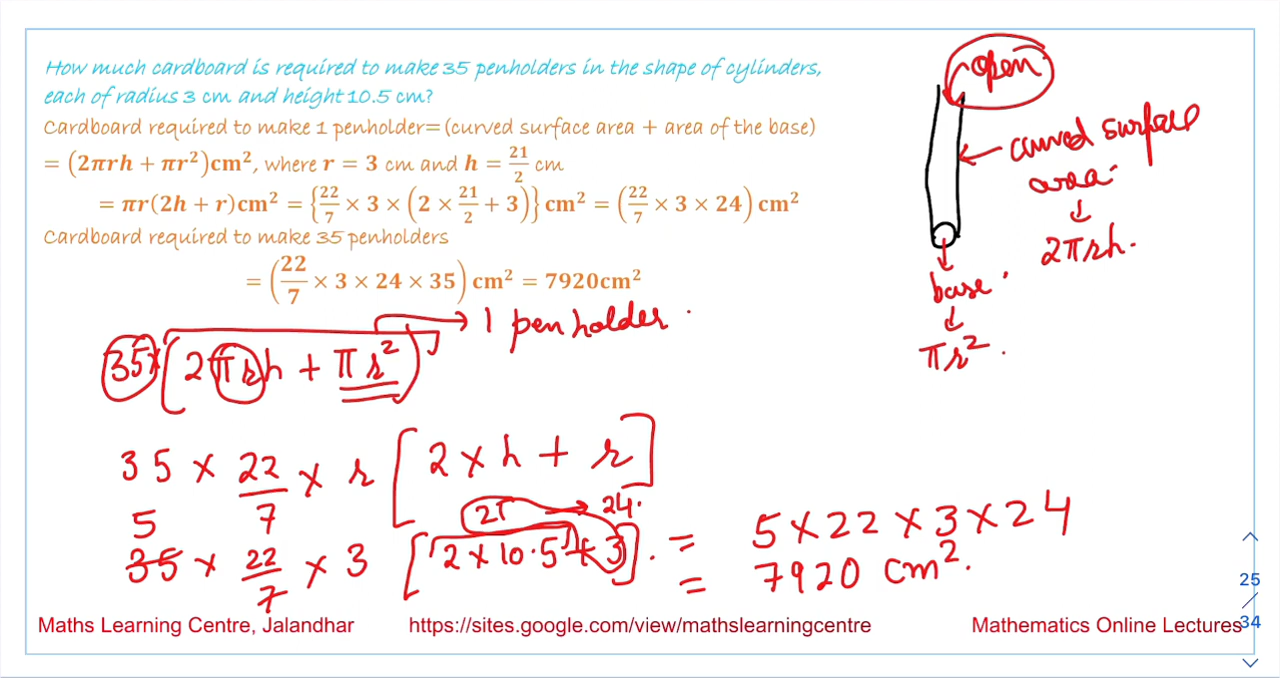 How much cardboard is required to make 35 penholders in the shape of cylinders,
each of radius 3 cm and height 10.5 cm?
Cardboard required to make 1 penholder= (curved surface area + area of the base)
= (2πrh + πr²)cm², where r = 3 cm and h = 21/2 cm
= πr(2h + r)cm² = {22/7 × 3 × (2 × 21/2 + 3)} cm² = (22/7 × 3 × 24) cm²
Cardboard required to make 35 penholders
= (22/7 × 3 × 24 × 35) cm² = 7920cm²
open
curved surface
area
↓
2πrh.
base
↓
πr².
→ 1 penholder.
35×[2πrh + πr²]
35 × 22/7 × r [2 × h + r]
5
21 → 24.
35 × 22/7 × 3 [(2 × 10.5) + 3]. = 5×22×3×24
= 7920 cm².
25
/
34
Maths Learning Centre, Jalandhar https://sites.google.com/view/mathslearningcentre Mathematics Online Lectures